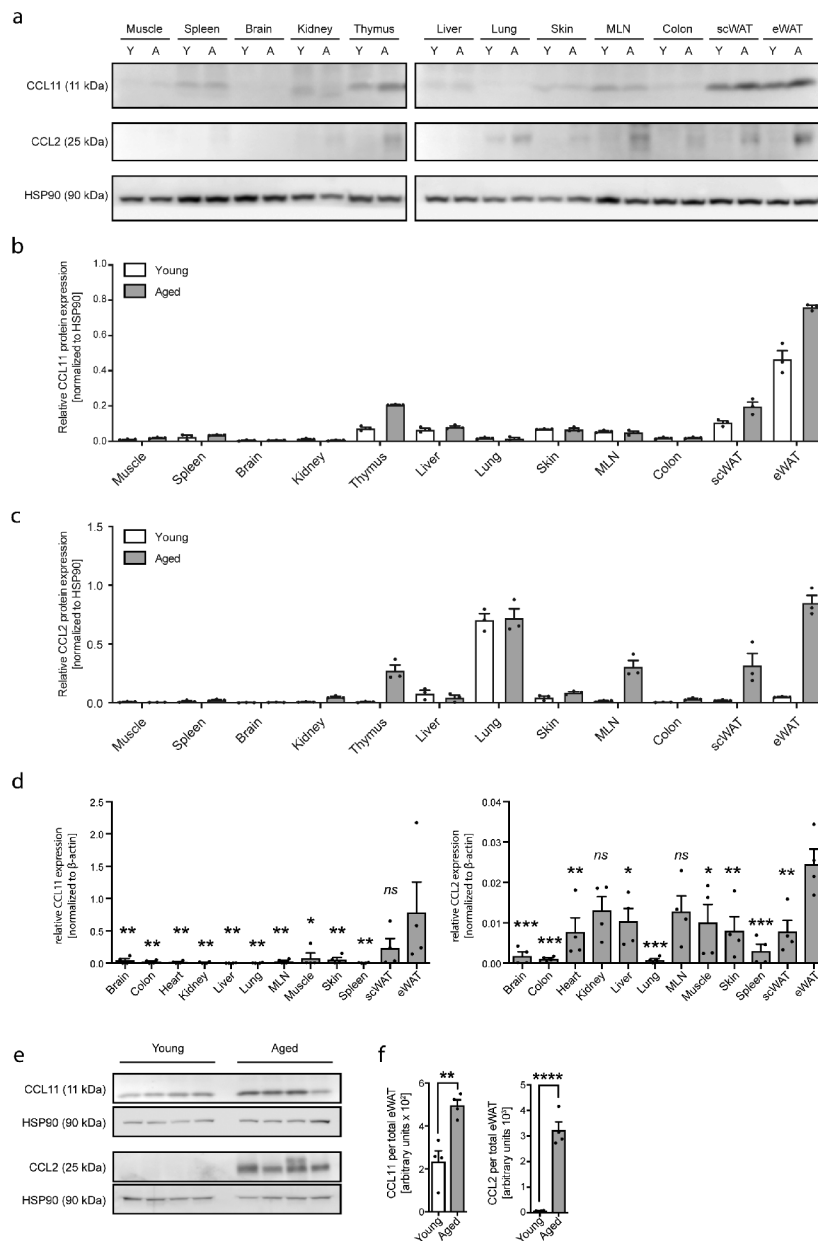 a
Muscle Spleen Brain Kidney Thymus Liver Lung Skin MLN Colon scWAT eWAT
Y A Y A Y A Y A Y A Y A Y A Y A Y A Y A Y A Y A
CCL11 (11 kDa)
CCL2 (25 kDa)
HSP90 (90 kDa)
b
Relative CCL11 protein expression
[normalized to HSP90]
1.0
0.8
0.6
0.4
0.2
0.0
Young
Aged
Muscle Spleen Brain Kidney Thymus Liver Lung Skin MLN Colon scWAT eWAT
c
Relative CCL2 protein expression
[normalized to HSP90]
1.5
1.0
0.5
0.0
Young
Aged
Muscle Spleen Brain Kidney Thymus Liver Lung Skin MLN Colon scWAT eWAT
d
relative CCL11 expression
[normalized to β-actin]
2.5
2.0
1.5
1.0
0.5
0.0
** ** ** ** ** ** ** * ** ** ns
Brain Colon Heart Kidney Liver Lung MLN Muscle Skin Spleen scWAT eWAT
relative CCL2 expression
[normalized to β-actin]
0.04
0.03
0.02
0.01
0.00
*** *** ** ns * *** ns * ** *** **
Brain Colon Heart Kidney Liver Lung MLN Muscle Skin Spleen scWAT eWAT
e
Young Aged
CCL11 (11 kDa)
HSP90 (90 kDa)
CCL2 (25 kDa)
HSP90 (90 kDa)
f
CCL11 per total eWAT
[arbitrary units x 10²]
6
4
2
0
**
Young Aged
CCL2 per total eWAT
[arbitrary units 10³]
5
4
3
2
1
0
****
Young Aged